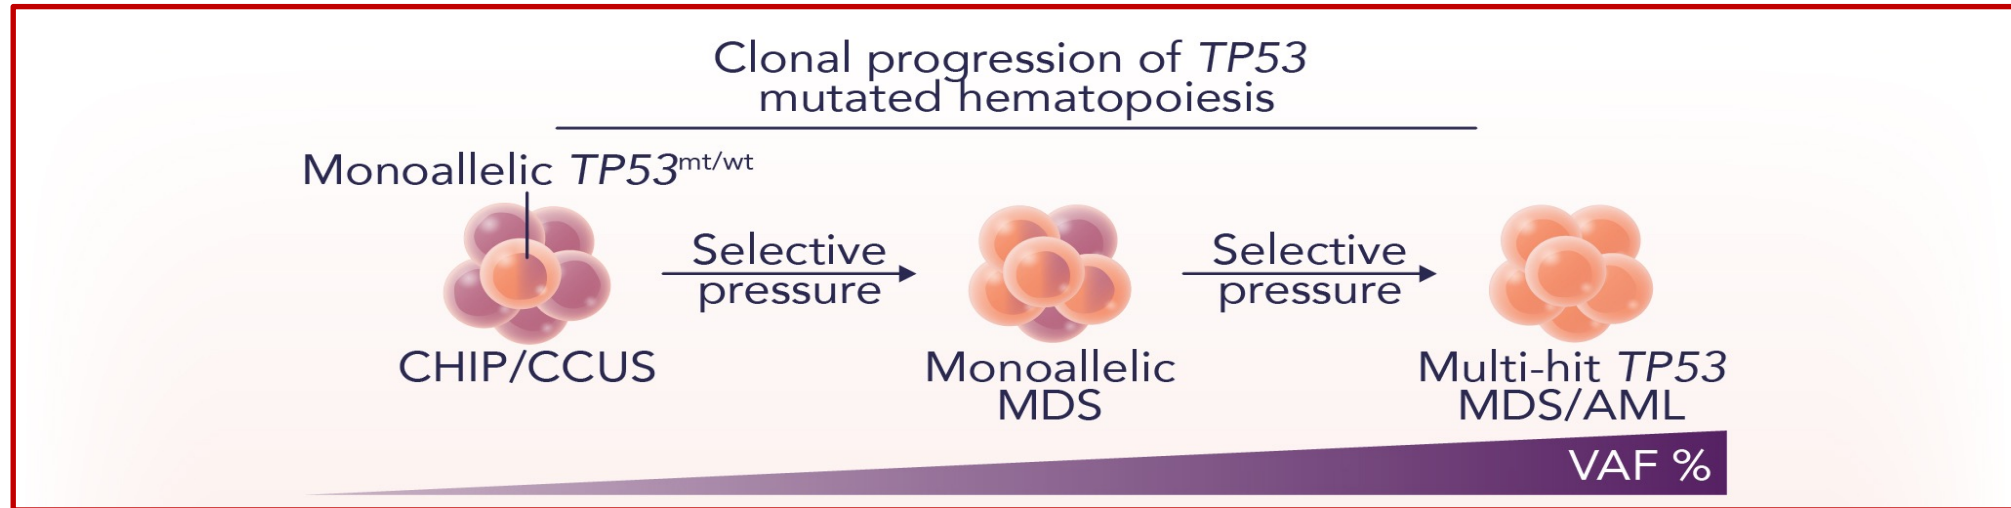 Clonal progression of TP53
mutated hematopoiesis
Monoallelic TP53mt/wt
Selective
pressure
Selective
pressure
CHIP/CCUS
Monoallelic
MDS
Multi-hit TP53
MDS/AML
VAF %